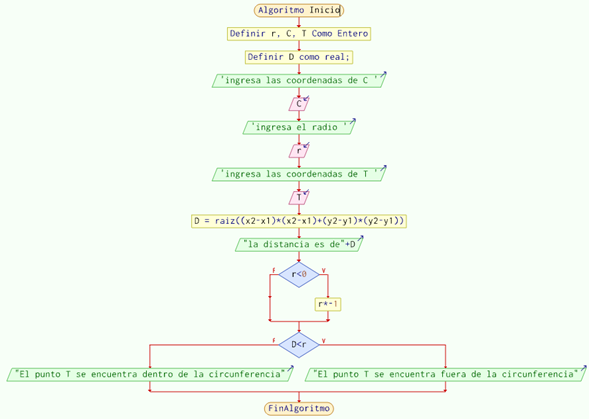 Algoritmo Inicio
Definir r, C, T Como Entero
Definir D como real;
'ingresa las coordenadas de C '
C
'ingresa el radio '
r
'ingresa las coordenadas de T '
T
D = raiz((x2-x1)*(x2-x1)+(y2-y1)*(y2-y1))
"la distancia es de"+D
F r<0 V
r*-1
F D<r V
"El punto T se encuentra dentro de la circunferencia" "El punto T se encuentra fuera de la circunferencia"
FinAlgoritmo